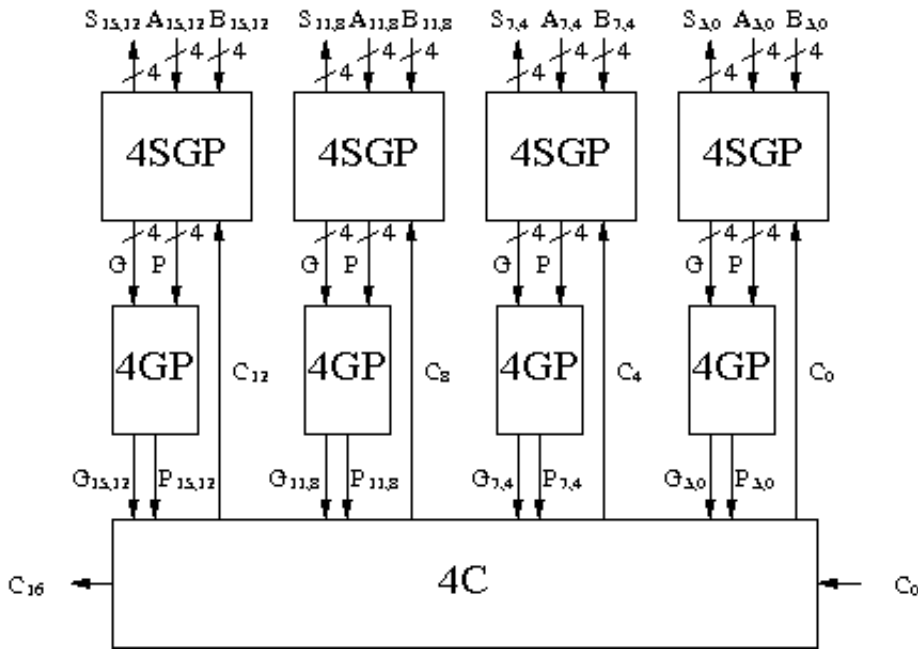 S15,12 A15,12 B15,12 S11,8 A11,8 B11,8 S7,4 A7,4 B7,4 S3,0 A3,0 B3,0
4 4 4 4 4 4 4 4 4 4 4 4
4SGP 4SGP 4SGP 4SGP
4 4 4 4 4 4 4 4
G P G P G P G P
4GP C12 4GP C8 4GP C4 4GP C0
G15,12 P15,12 G11,8 P11,8 G7,4 P7,4 G3,0 P3,0
C16 4C C0